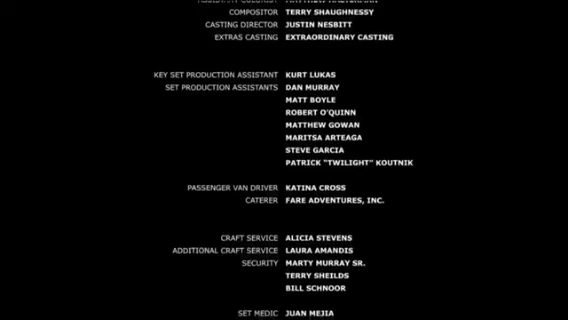 COMPOSITOR TERRY SHAUGHNESSY
CASTING DIRECTOR JUSTIN NESBITT
EXTRAS CASTING EXTRAORDINARY CASTING
KEY SET PRODUCTION ASSISTANT KURT LUKAS
SET PRODUCTION ASSISTANTS DAN MURRAY
MATT BOYLE
ROBERT O'QUINN
MATTHEW GOWAN
MARITSA ARTEAGA
STEVE GARCIA
PATRICK "TWILIGHT" KOUTNIK
PASSENGER VAN DRIVER KATINA CROSS
CATERER FARE ADVENTURES, INC.
CRAFT SERVICE ALICIA STEVENS
ADDITIONAL CRAFT SERVICE LAURA AMANDIS
SECURITY MARTY MURRAY SR.
TERRY SHEILDS
BILL SCHNOOR
SET MEDIC JUAN MEJIA